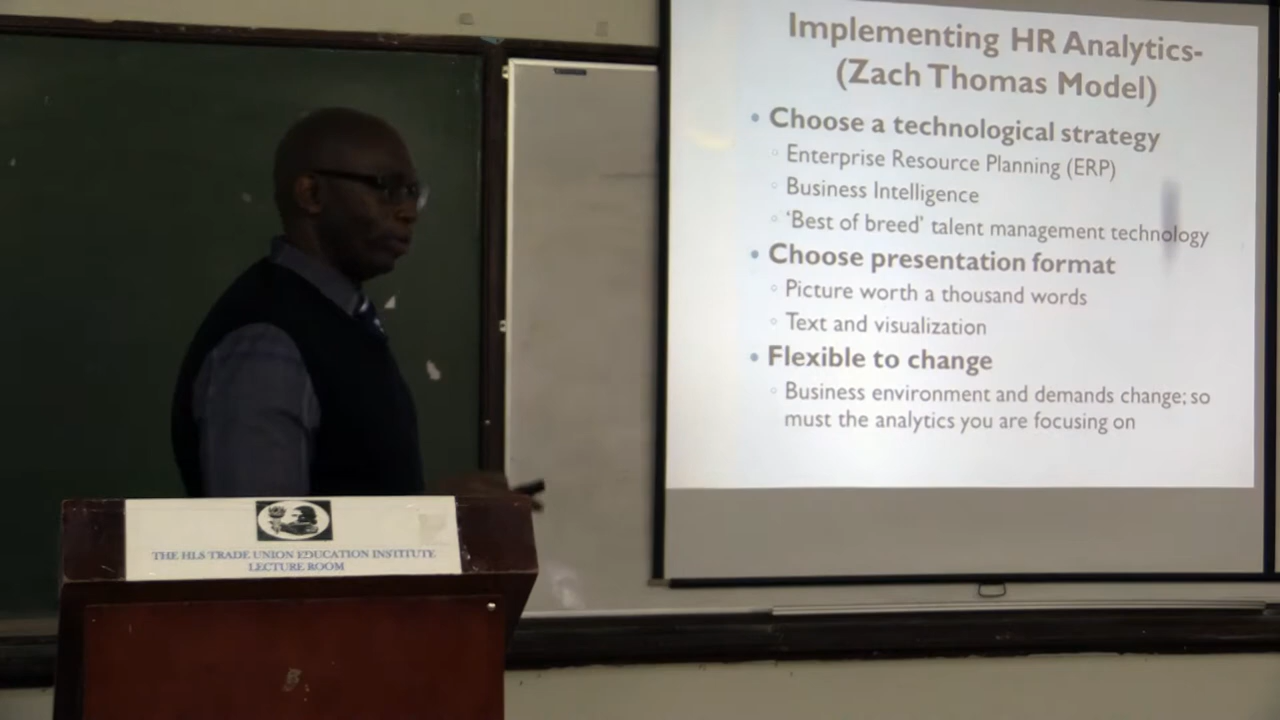 Implementing HR Analytics-
(Zach Thomas Model)
• Choose a technological strategy
◦ Enterprise Resource Planning (ERP)
◦ Business Intelligence
◦ ‘Best of breed’ talent management technology
• Choose presentation format
◦ Picture worth a thousand words
◦ Text and visualization
• Flexible to change
◦ Business environment and demands change; so
must the analytics you are focusing on
THE HLS TRADE UNION EDUCATION INSTITUTE
LECTURE ROOM